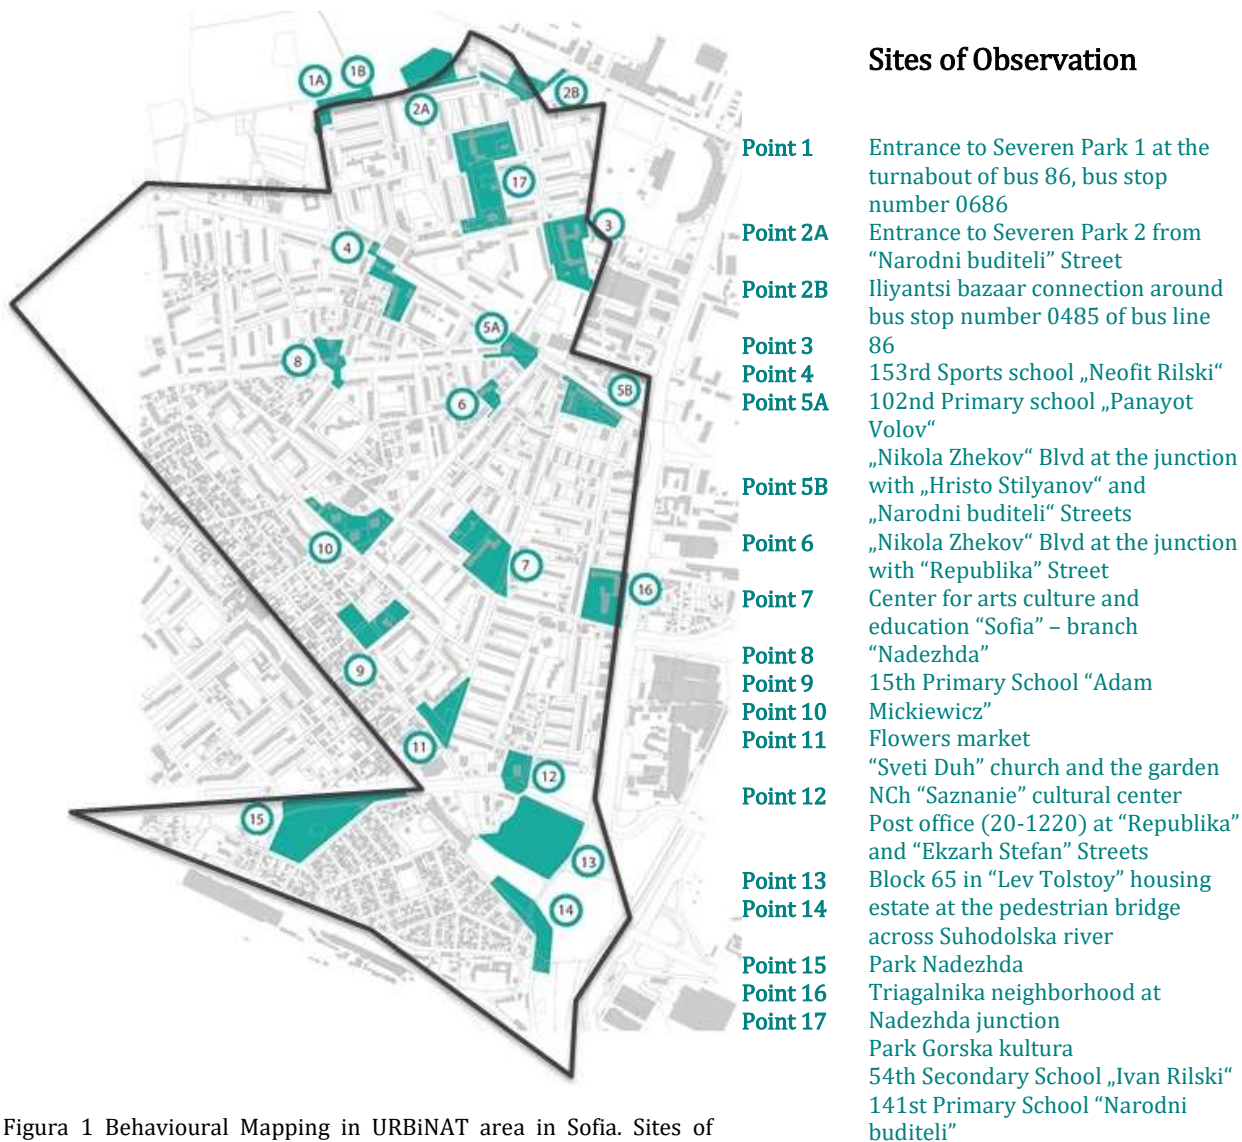 Sites of Observation
1A
1B
2A
2B
17
3
4
5A
8
5B
6
10
7
16
9
11
12
15
13
14
Point 1
Point 2A
Point 2B
Point 3
Point 4
Point 5A
Point 5B
Point 6
Point 7
Point 8
Point 9
Point 10
Point 11
Point 12
Point 13
Point 14
Point 15
Point 16
Point 17
Entrance to Severen Park 1 at the
turnabout of bus 86, bus stop
number 0686
Entrance to Severen Park 2 from
“Narodni buditeli” Street
Iliyantsi bazaar connection around
bus stop number 0485 of bus line
86
153rd Sports school „Neofit Rilski“
102nd Primary school „Panayot
Volov“
„Nikola Zhekov“ Blvd at the junction
with „Hristo Stilyanov“ and
„Narodni buditeli“ Streets
„Nikola Zhekov“ Blvd at the junction
with “Republika” Street
Center for arts culture and
education “Sofia” – branch
“Nadezhda”
15th Primary School “Adam
Mickiewicz”
Flowers market
“Sveti Duh” church and the garden
NCh “Saznanie” cultural center
Post office (20-1220) at “Republika”
and “Ekzarh Stefan” Streets
Block 65 in “Lev Tolstoy” housing
estate at the pedestrian bridge
across Suhodolska river
Park Nadezhda
Triagalnika neighborhood at
Nadezhda junction
Park Gorska kultura
54th Secondary School „Ivan Rilski“
141st Primary School “Narodni
buditeli”
Figura 1 Behavioural Mapping in URBiNAT area in Sofia. Sites of